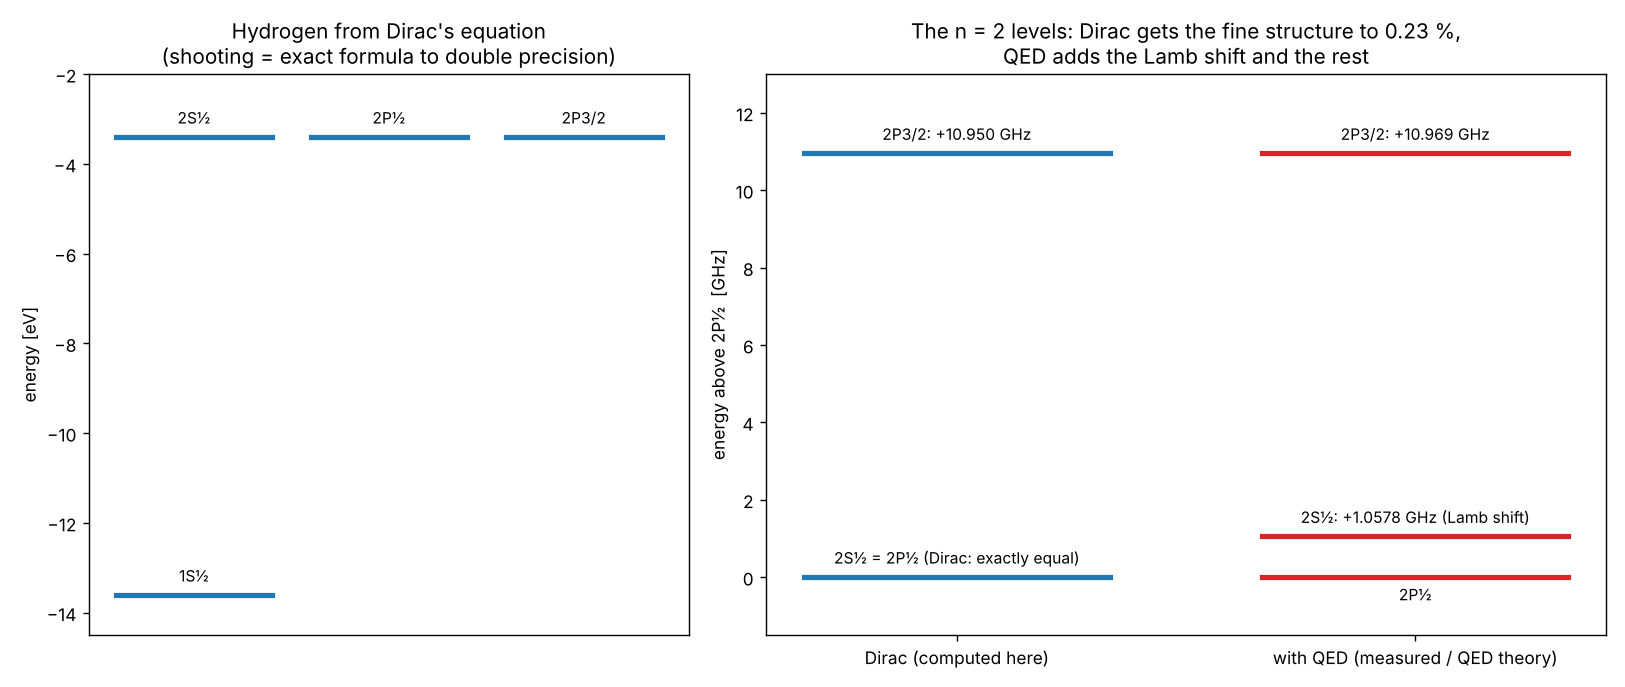 Hydrogen from Dirac's equation
(shooting = exact formula to double precision)
energy [eV]
−2
−4
−6
−8
−10
−12
−14
2S½
2P½
2P3/2
1S½
The n = 2 levels: Dirac gets the fine structure to 0.23 %,
QED adds the Lamb shift and the rest
energy above 2P½ [GHz]
12
10
8
6
4
2
0
2P3/2: +10.950 GHz
2P3/2: +10.969 GHz
2S½: +1.0578 GHz (Lamb shift)
2S½ = 2P½ (Dirac: exactly equal)
2P½
Dirac (computed here)
with QED (measured / QED theory)